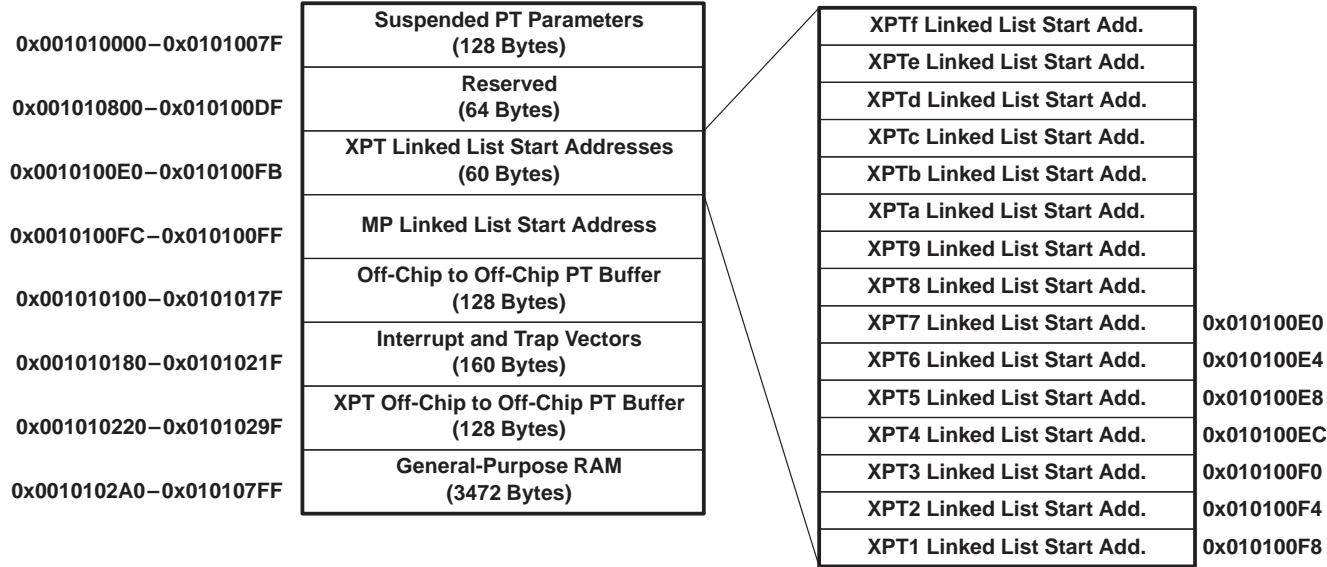 0x001010000–0x0101007F
Suspended PT Parameters
(128 Bytes)
0x001010800–0x010100DF
Reserved
(64 Bytes)
0x0010100E0–0x010100FB
XPT Linked List Start Addresses
(60 Bytes)
0x0010100FC–0x010100FF
MP Linked List Start Address
0x001010100–0x0101017F
Off-Chip to Off-Chip PT Buffer
(128 Bytes)
0x001010180–0x0101021F
Interrupt and Trap Vectors
(160 Bytes)
0x001010220–0x0101029F
XPT Off-Chip to Off-Chip PT Buffer
(128 Bytes)
0x0010102A0–0x010107FF
General-Purpose RAM
(3472 Bytes)
XPTf Linked List Start Add.
XPTe Linked List Start Add.
XPTd Linked List Start Add.
XPTc Linked List Start Add.
XPTb Linked List Start Add.
XPTa Linked List Start Add.
XPT9 Linked List Start Add.
XPT8 Linked List Start Add.
XPT7 Linked List Start Add. 0x010100E0
XPT6 Linked List Start Add. 0x010100E4
XPT5 Linked List Start Add. 0x010100E8
XPT4 Linked List Start Add. 0x010100EC
XPT3 Linked List Start Add. 0x010100F0
XPT2 Linked List Start Add. 0x010100F4
XPT1 Linked List Start Add. 0x010100F8